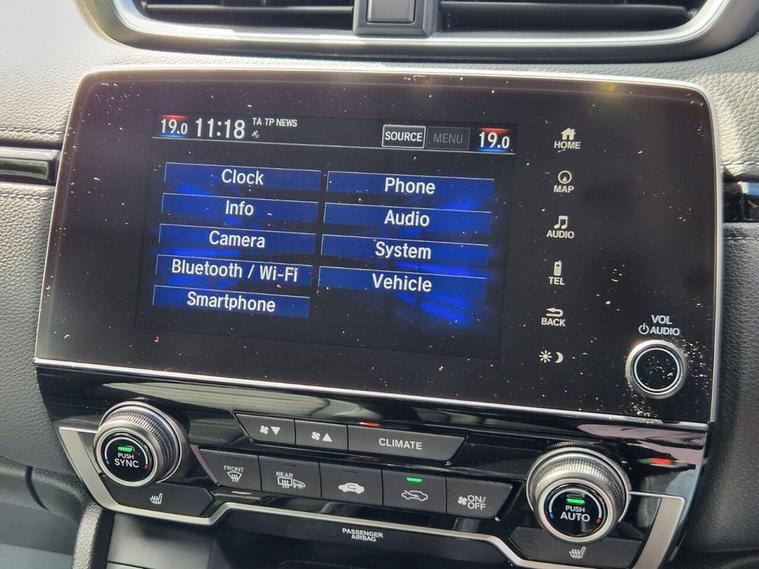 19.0 11:18 TA TP NEWS SOURCE MENU 19.0
HOME
MAP
AUDIO
TEL
BACK
VOL
AUDIO
Clock Phone
Info Audio
Camera System
Bluetooth / Wi-Fi Vehicle
Smartphone
CLIMATE
PUSH
SYNC
FRONT
REAR
ON/
OFF
PUSH
AUTO
PASSENGER
AIRBAG